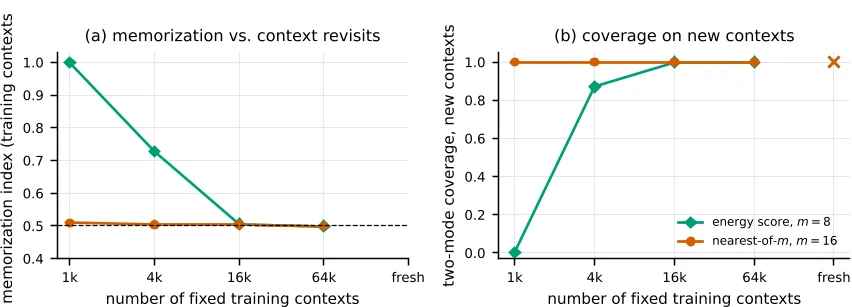 (a) memorization vs. context revisits
memorization index (training contexts
1.0
0.9
0.8
0.7
0.6
0.5
0.4
1k
4k
16k
64k
fresh
number of fixed training contexts
(b) coverage on new contexts
two-mode coverage, new contexts
1.0
0.8
0.6
0.4
0.2
0.0
energy score, m = 8
nearest-of-m, m = 16
1k
4k
16k
64k
fresh
number of fixed training contexts